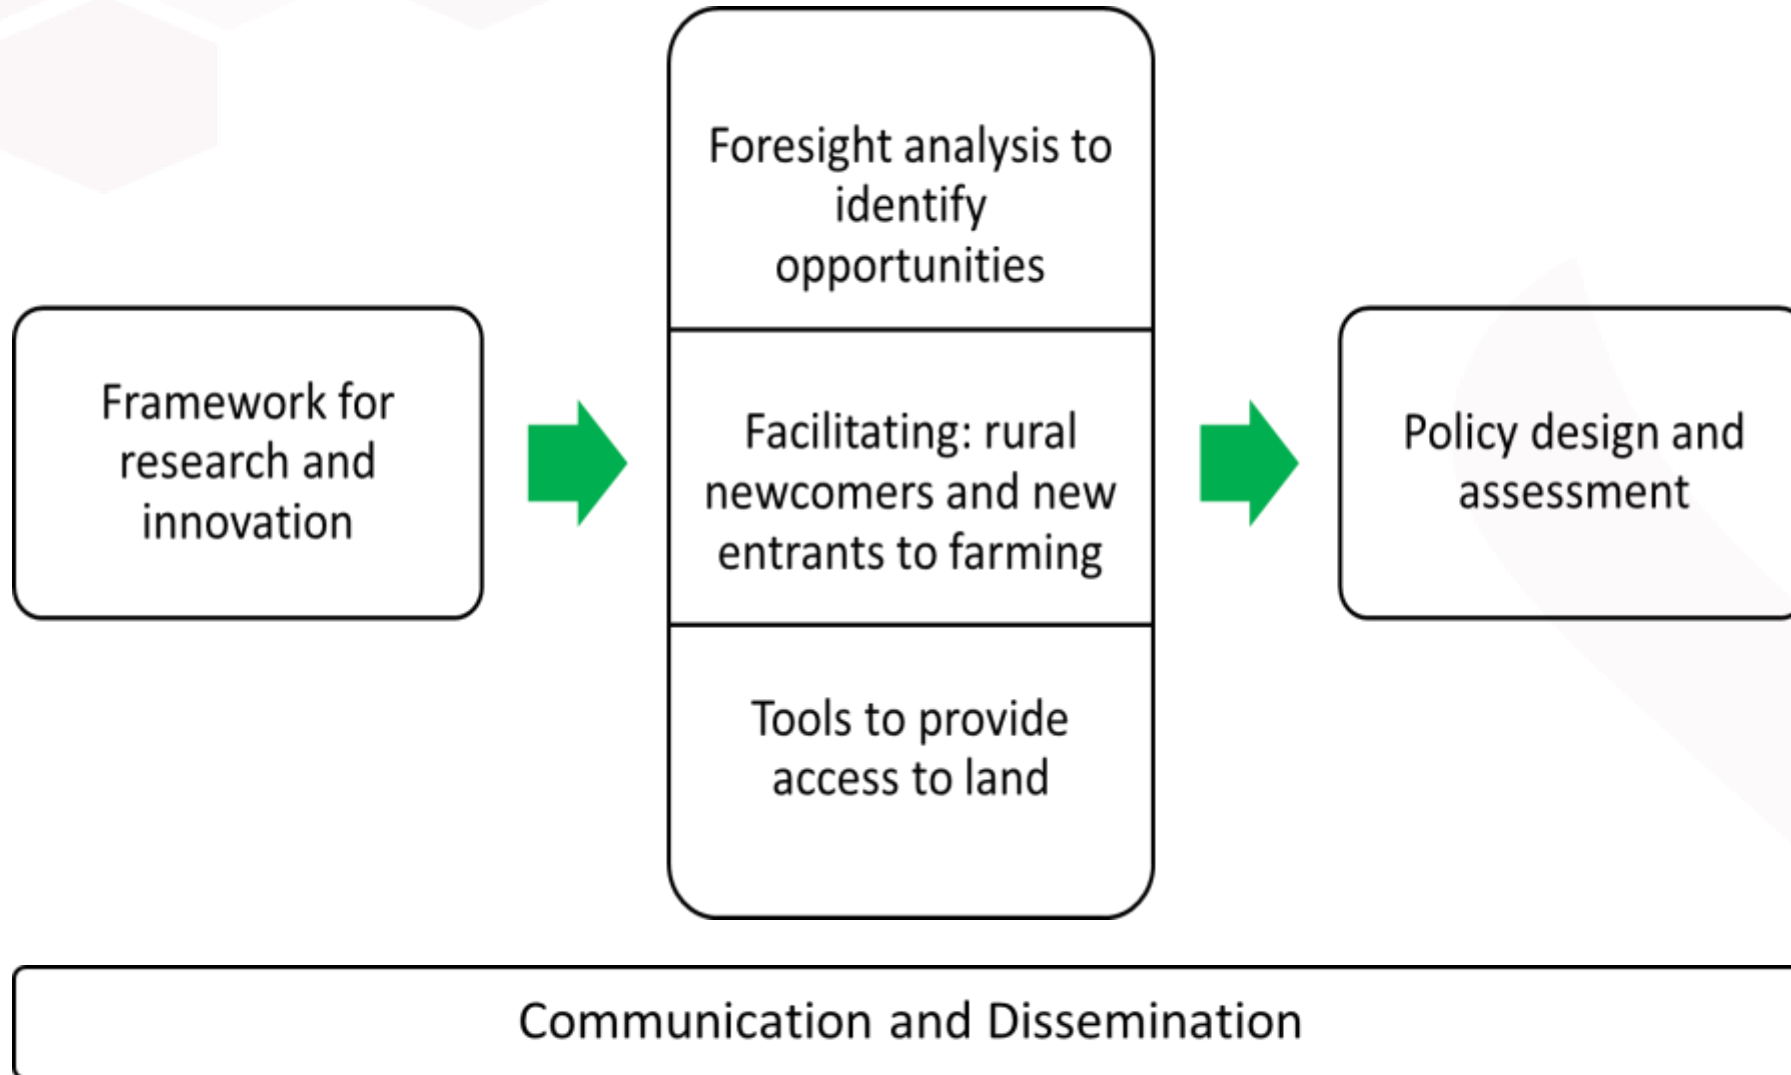 Framework for
research and
innovation
Foresight analysis to
identify
opportunities
Facilitating: rural
newcomers and new
entrants to farming
Tools to provide
access to land
Policy design and
assessment
Communication and Dissemination